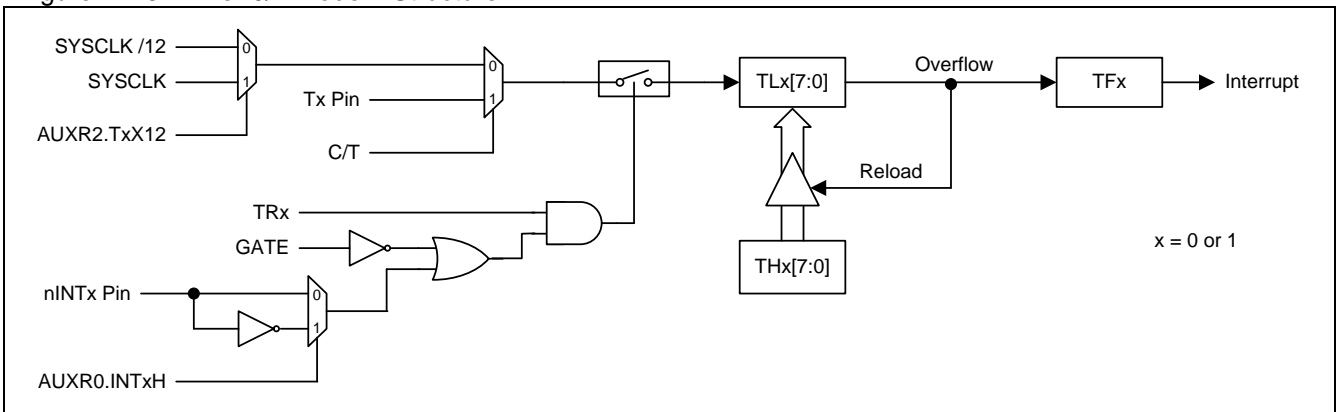 SYSCLK /12
SYSCLK
AUXR2.TxX12
0
1
Tx Pin
C/T
0
1
TLx[7:0]
Overflow
TFx
Interrupt
Reload
THx[7:0]
x = 0 or 1
TRx
GATE
nINTx Pin
0
1
AUXR0.INTxH